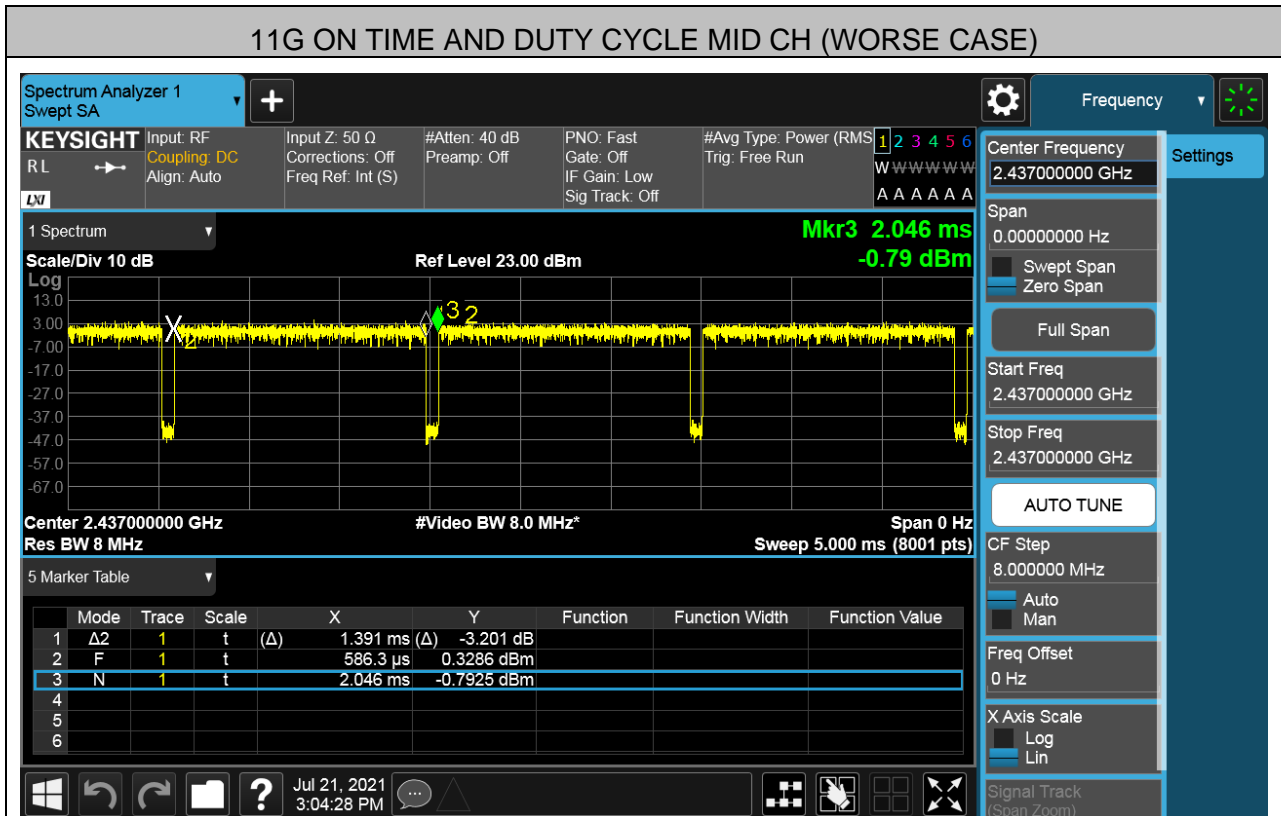 11G ON TIME AND DUTY CYCLE MID CH (WORSE CASE)
Spectrum Analyzer 1
Swept SA
+
Frequency
KEYSIGHT
RL
LXI
Input: RF
Coupling: DC
Align: Auto
Input Z: 50 Ω
Corrections: Off
Freq Ref: Int (S)
#Atten: 40 dB
Preamp: Off
PNO: Fast
Gate: Off
IF Gain: Low
Sig Track: Off
#Avg Type: Power (RMS
Trig: Free Run
1 2 3 4 5 6
W W W W W W
A A A A A A
Center Frequency
2.437000000 GHz
Settings
1 Spectrum
Mkr3 2.046 ms
Scale/Div 10 dB
Ref Level 23.00 dBm
-0.79 dBm
Log
13.0
3.00
-7.00
-17.0
-27.0
-37.0
-47.0
-57.0
-67.0
X
2
3 2
Center 2.437000000 GHz
#Video BW 8.0 MHz*
Span 0 Hz
Res BW 8 MHz
Sweep 5.000 ms (8001 pts)
Span
0.00000000 Hz
Swept Span
Zero Span
Full Span
Start Freq
2.437000000 GHz
Stop Freq
2.437000000 GHz
AUTO TUNE
CF Step
8.000000 MHz
Auto
Man
Freq Offset
0 Hz
X Axis Scale
Log
Lin
Signal Track
(Span Zoom)
5 Marker Table
Mode Trace Scale X Y Function Function Width Function Value
1 Δ2 1 t (Δ) 1.391 ms (Δ) -3.201 dB
2 F 1 t 586.3 µs 0.3286 dBm
3 N 1 t 2.046 ms -0.7925 dBm
4
5
6
?
Jul 21, 2021
3:04:28 PM